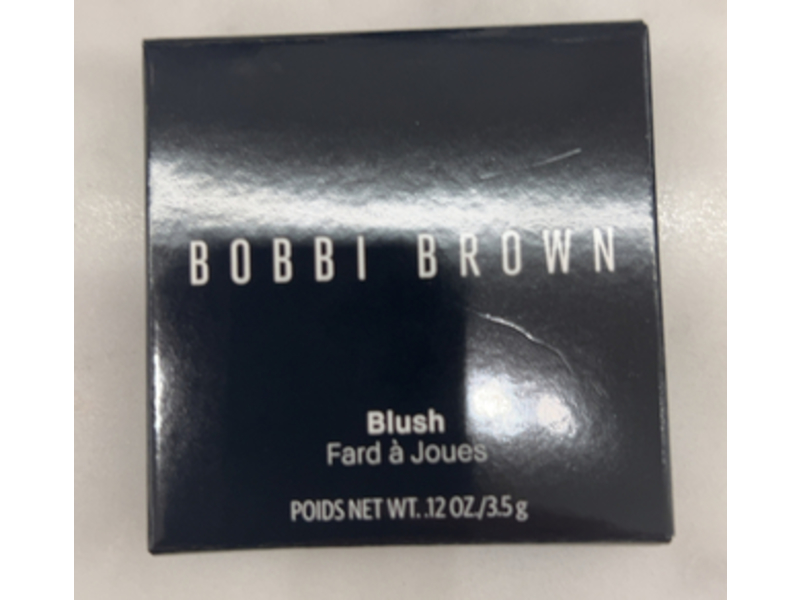 BOBBI BROWN
Blush
Fard à Joues
POIDS NET WT. .12 OZ./3.5 g